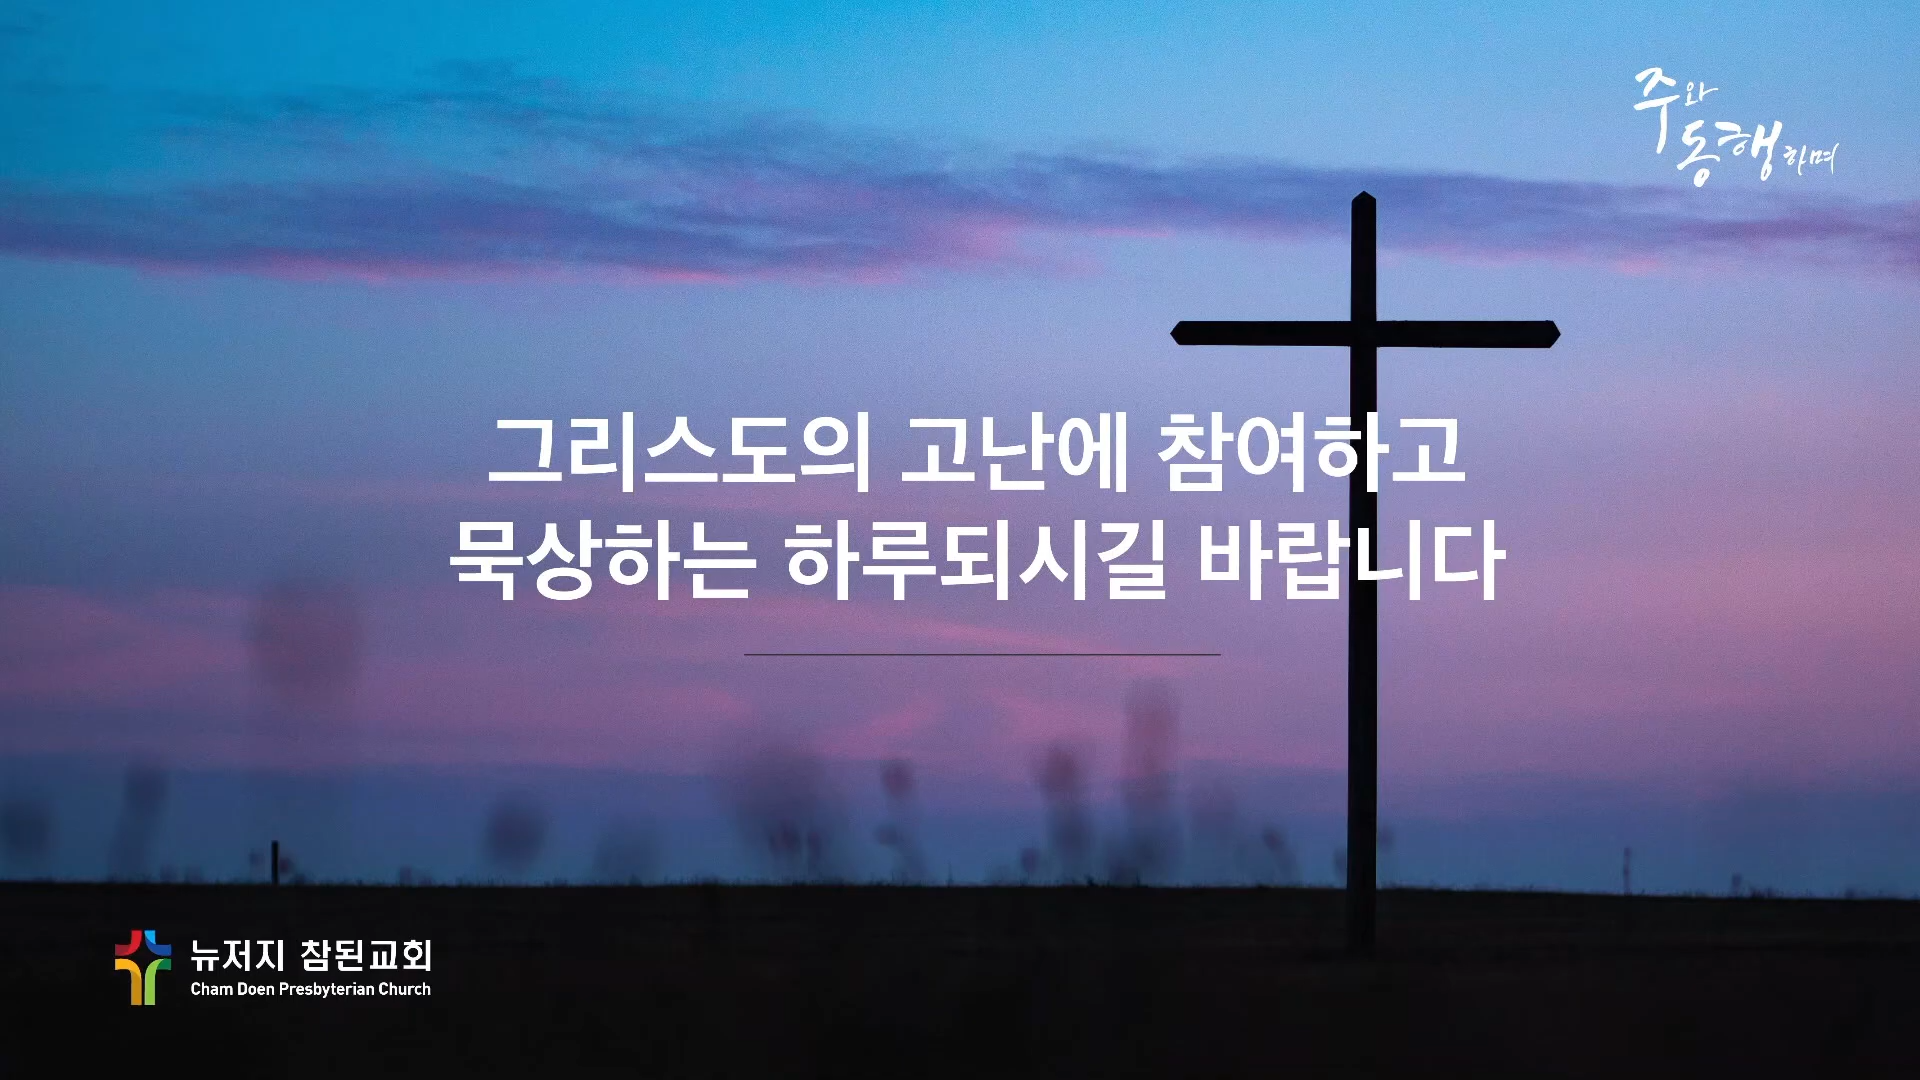 주와
동행하며
그리스도의 고난에 참여하고
묵상하는 하루되시길 바랍니다
뉴저지 참된교회
Cham Doen Presbyterian Church